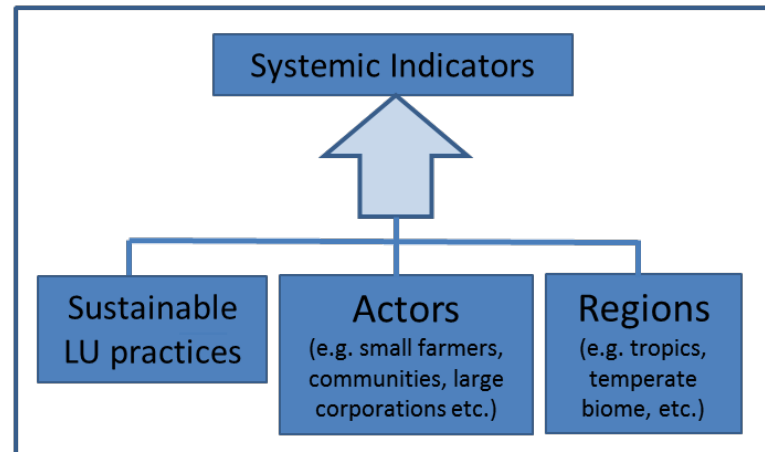 Systemic Indicators
Sustainable
LU practices
Actors
(e.g. small farmers,
communities, large
corporations etc.)
Regions
(e.g. tropics,
temperate
biome, etc.)